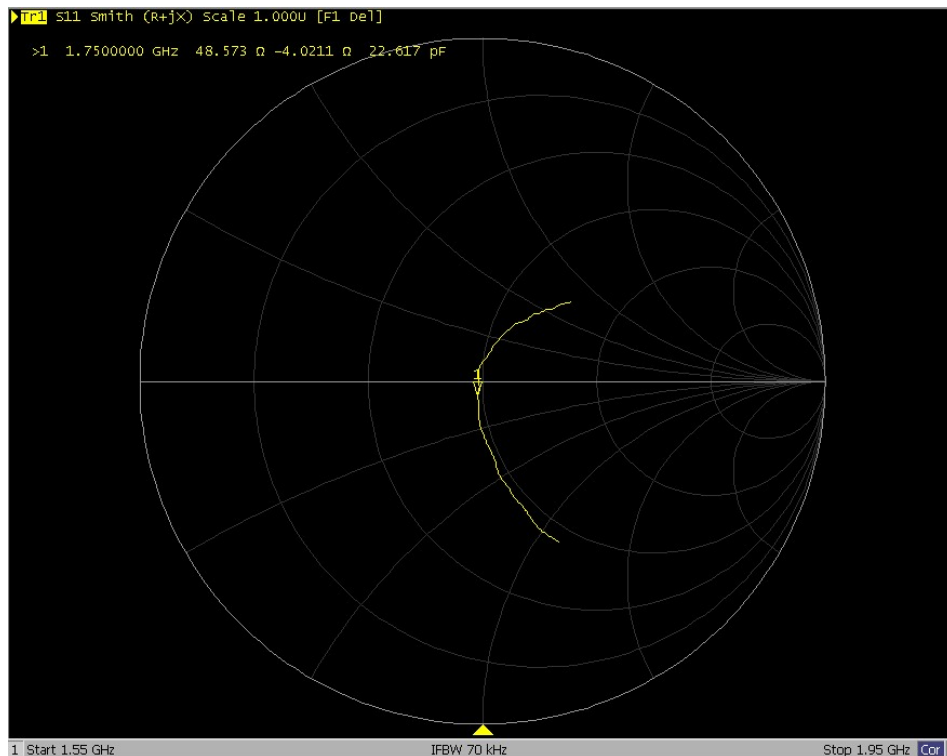 Tr1 S11 Smith (R+jX) Scale 1.000U [F1 Del]
>1 1.7500000 GHz 48.573 Ω -4.0211 Ω 22.617 pF
1
1 Start 1.55 GHz IFBW 70 kHz Stop 1.95 GHz Cor